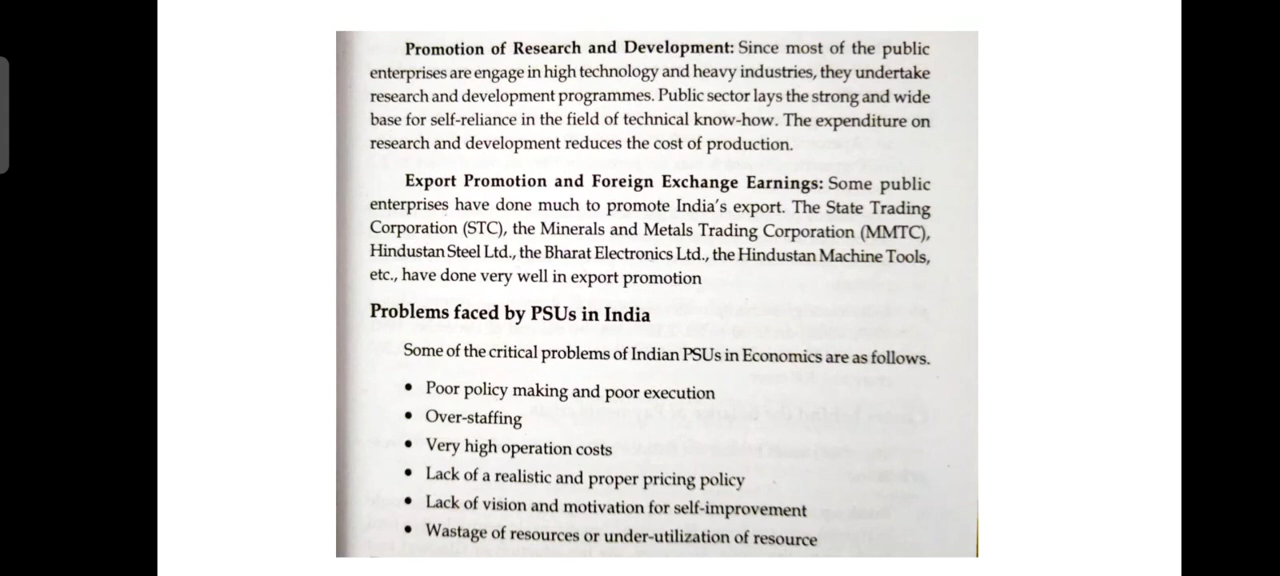 Promotion of Research and Development: Since most of the public
enterprises are engage in high technology and heavy industries, they undertake
research and development programmes. Public sector lays the strong and wide
base for self-reliance in the field of technical know-how. The expenditure on
research and development reduces the cost of production.
Export Promotion and Foreign Exchange Earnings: Some public
enterprises have done much to promote India's export. The State Trading
Corporation (STC), the Minerals and Metals Trading Corporation (MMTC),
Hindustan Steel Ltd., the Bharat Electronics Ltd., the Hindustan Machine Tools,
etc., have done very well in export promotion
Problems faced by PSUs in India
Some of the critical problems of Indian PSUs in Economics are as follows.
• Poor policy making and poor execution
• Over-staffing
• Very high operation costs
• Lack of a realistic and proper pricing policy
• Lack of vision and motivation for self-improvement
• Wastage of resources or under-utilization of resource